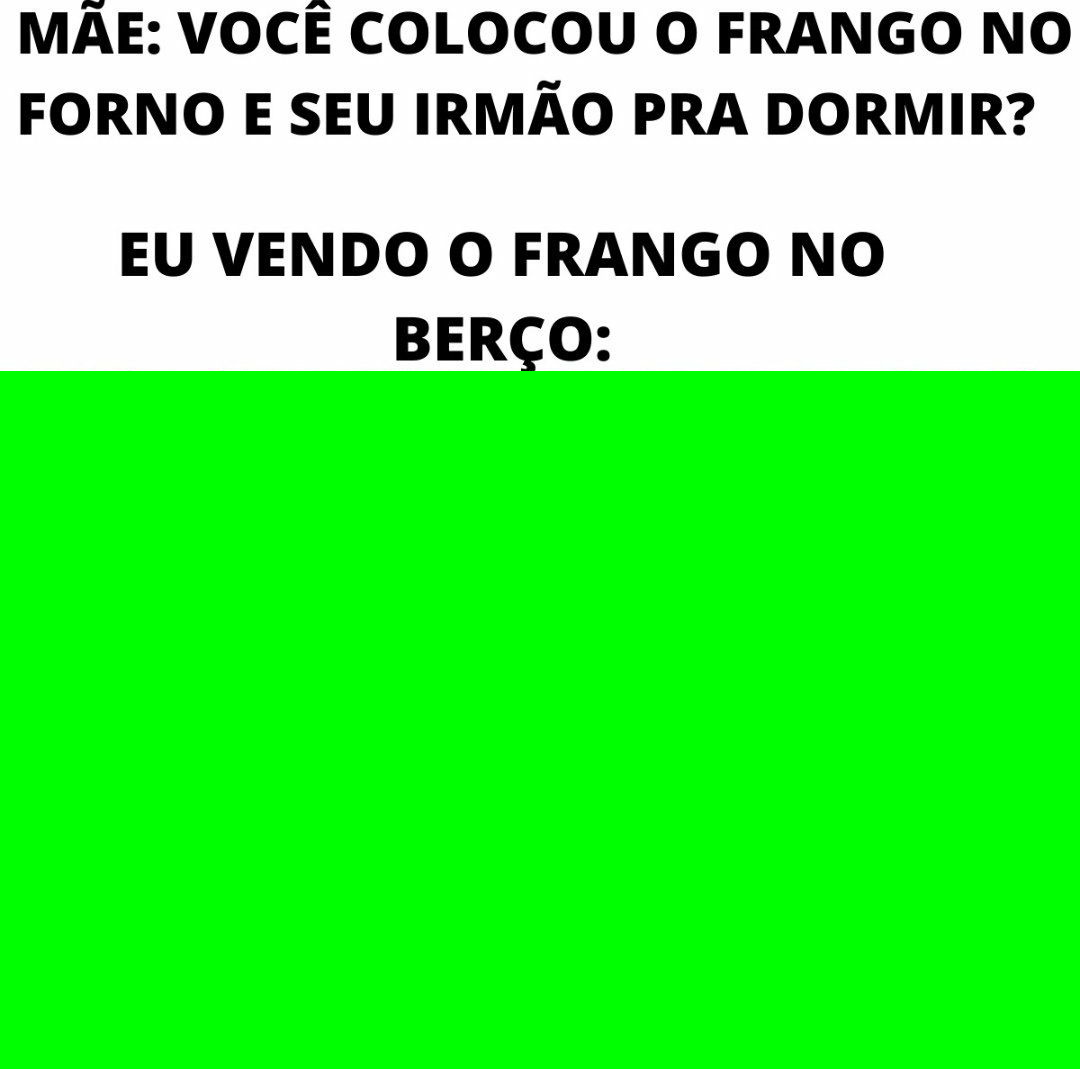 MÃE: VOCÊ COLOCOU O FRANGO NO
FORNO E SEU IRMÃO PRA DORMIR?
EU VENDO O FRANGO NO
BERÇO: